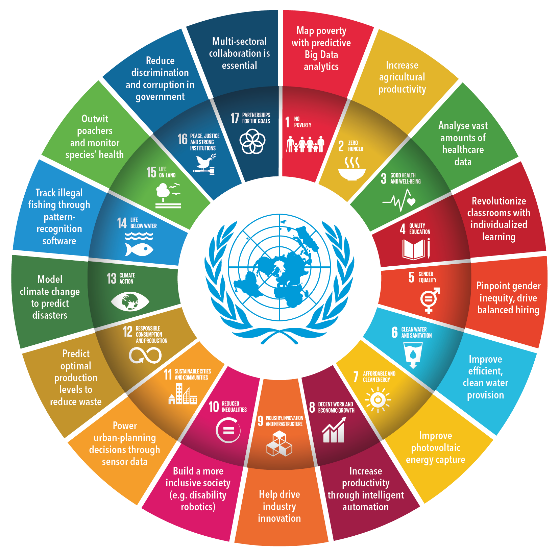 Map poverty
with predictive
Big Data
analytics
1 NO
POVERTY
Increase
agricultural
productivity
2 ZERO
HUNGER
Analyse vast
amounts of
healthcare
data
3 GOOD HEALTH
AND WELL-BEING
Revolutionize
classrooms with
individualized
learning
4 QUALITY
EDUCATION
Pinpoint gender
inequity, drive
balanced hiring
5 GENDER
EQUALITY
Improve
efficient,
clean water
provision
6 CLEAN WATER
AND SANITATION
Improve
photovoltaic
energy capture
7 AFFORDABLE AND
CLEAN ENERGY
Increase
productivity
through intelligent
automation
8 DECENT WORK AND
ECONOMIC GROWTH
Help drive
industry
innovation
9 INDUSTRY, INNOVATION
AND INFRASTRUCTURE
Build a more
inclusive society
(e.g. disability
robotics)
10 REDUCED
INEQUALITIES
Power
urban-planning
decisions through
sensor data
11 SUSTAINABLE CITIES
AND COMMUNITIES
Predict
optimal
production
levels to
reduce waste
12 RESPONSIBLE
CONSUMPTION
AND PRODUCTION
Model
climate change
to predict
disasters
13 CLIMATE
ACTION
Track illegal
fishing through
pattern-
recognition
software
14 LIFE
BELOW WATER
Outwit
poachers
and monitor
species' health
15 LIFE
ON LAND
Reduce
discrimination
and corruption in
government
16 PEACE, JUSTICE
AND STRONG
INSTITUTIONS
Multi-sectoral
collaboration is
essential
17 PARTNERSHIPS
FOR THE GOALS